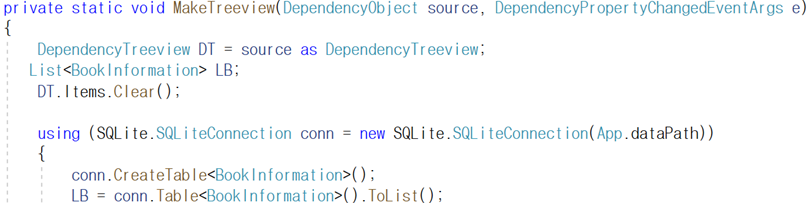 private static void MakeTreeview(DependencyObject source, DependencyPropertyChangedEventArgs e)
{
DependencyTreeview DT = source as DependencyTreeview;
List<BookInformation> LB;
DT.Items.Clear();
using (SQLite.SQLiteConnection conn = new SQLite.SQLiteConnection(App.dataPath))
{
conn.CreateTable<BookInformation>();
LB = conn.Table<BookInformation>().ToList();